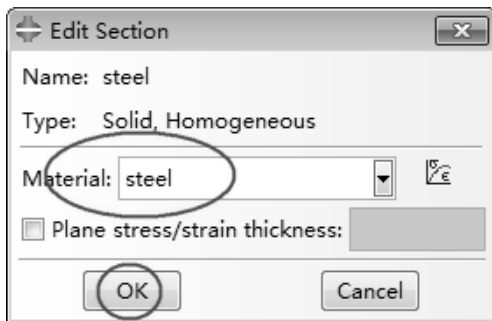 Edit Section
Name: steel
Type: Solid, Homogeneous
Material: steel
Plane stress/strain thickness:
OK Cancel